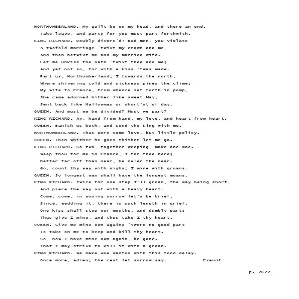 NORTHUMBERLAND. My guilt be on my head, and there an end.
Take leave, and part; for you must part forthwith.
KING RICHARD. Doubly divorc'd! Bad men, you violate
A twofold marriage-'twixt my crown and me,
And then betwixt me and my married wife.
Let me unkiss the oath 'twixt thee and me;
And yet not so, for with a kiss 'twas made.
Part us, Northumberland; I towards the north,
Where shivering cold and sickness pines the clime;
My wife to France, from whence set forth in pomp,
She came adorned hither like sweet May,
Sent back like Hallowmas or short'st of day.
QUEEN. And must we be divided? Must we part?
KING RICHARD. Ay, hand from hand, my love, and heart from heart.
QUEEN. Banish us both, and send the King with me.
NORTHUMBERLAND. That were some love, but little policy.
QUEEN. Then whither he goes thither let me go.
KING RICHARD. So two, together weeping, make one woe.
Weep thou for me in France, I for thee here;
Better far off than near, be ne'er the near.
Go, count thy way with sighs; I mine with groans.
QUEEN. So longest way shall have the longest moans.
KING RICHARD. Twice for one step I'll groan, the way being short,
And piece the way out with a heavy heart.
Come, come, in wooing sorrow let's be brief,
Since, wedding it, there is such length in grief.
One kiss shall stop our mouths, and dumbly part;
Thus give I mine, and thus take I thy heart.
QUEEN. Give me mine own again; 'twere no good part
To take on me to keep and kill thy heart.
So, now I have mine own again, be gone,
That I may strive to kill it with a groan.
KING RICHARD. We make woe wanton with this fond delay.
Once more, adieu; the rest let sorrow say. Exeunt